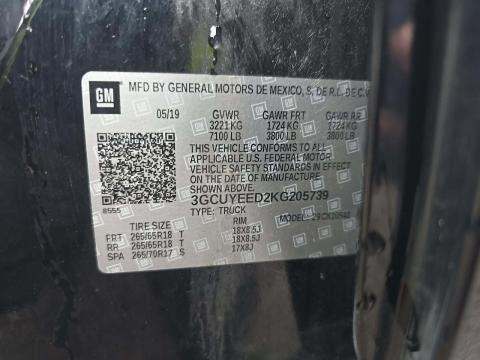 GM
MFD BY GENERAL MOTORS DE MEXICO, S. DE R.L. DE C.V.
05/19 GVWR GAWR FRT GAWR RR
3221 KG 1724 KG 1724 KG
7100 LB 3800 LB 3800 LB
THIS VEHICLE CONFORMS TO ALL
APPLICABLE U.S. FEDERAL MOTOR
VEHICLE SAFETY STANDARDS IN EFFECT
ON THE DATE OF MANUFACTURE
3GCUYEED2KG205739
8555 TYPE: TRUCK MODEL:
TIRE SIZE RIM
FRT 265/65R18 T 18X8.5J
RR 265/65R18 T 18X8.5J
SPA 265/70R17 S 17X8J